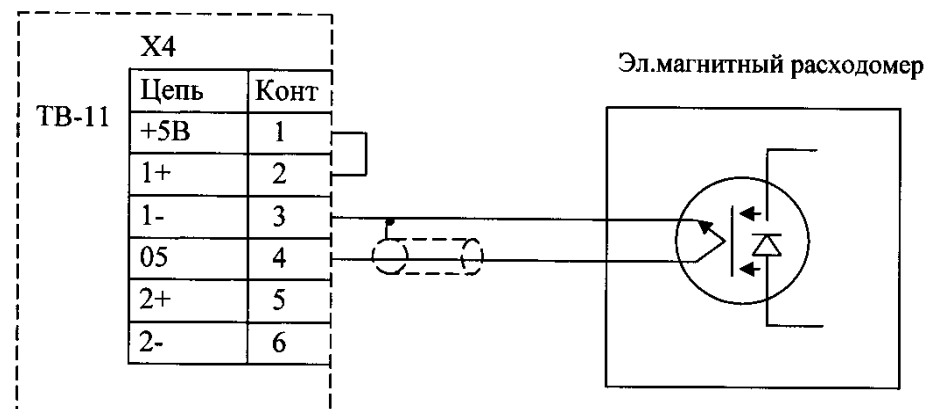 X4
Эл.магнитный расходомер
ТВ-11
Цепь Конт
+5В 1
1+ 2
1- 3
05 4
2+ 5
2- 6